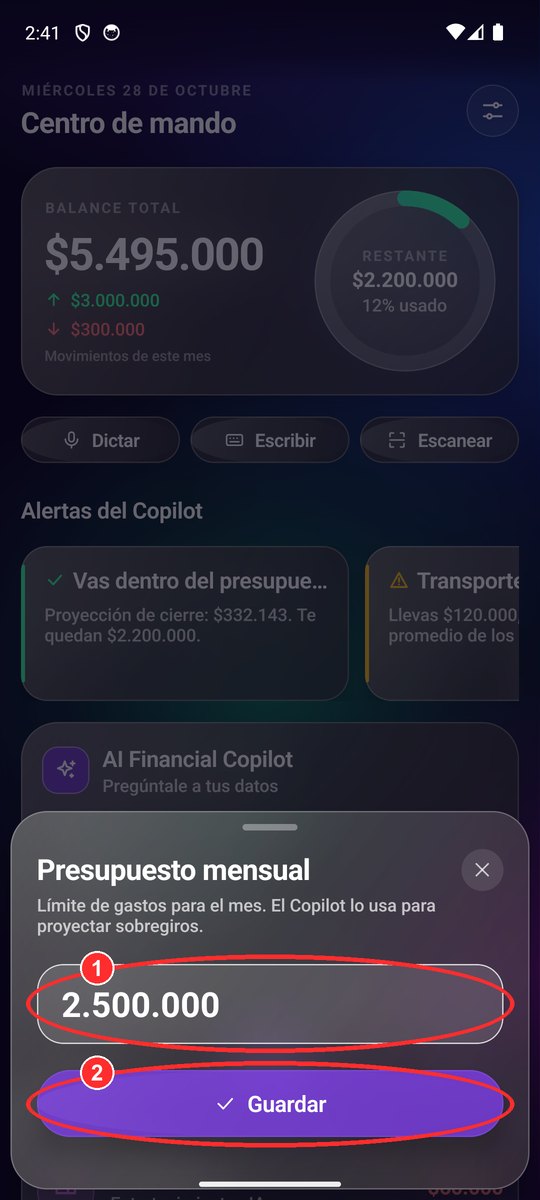 2:41
MIÉRCOLES 28 DE OCTUBRE
Centro de mando
BALANCE TOTAL
$5.495.000
↑ $3.000.000
↓ $300.000
Movimientos de este mes
RESTANTE
$2.200.000
12% usado
Dictar
Escribir
Escanear
Alertas del Copilot
Vas dentro del presupue...
Proyección de cierre: $332.143. Te
quedan $2.200.000.
Transporte
Llevas $120.000,
promedio de los
AI Financial Copilot
Pregúntale a tus datos
Presupuesto mensual
Límite de gastos para el mes. El Copilot lo usa para
proyectar sobregiros.
1
2.500.000
2
Guardar